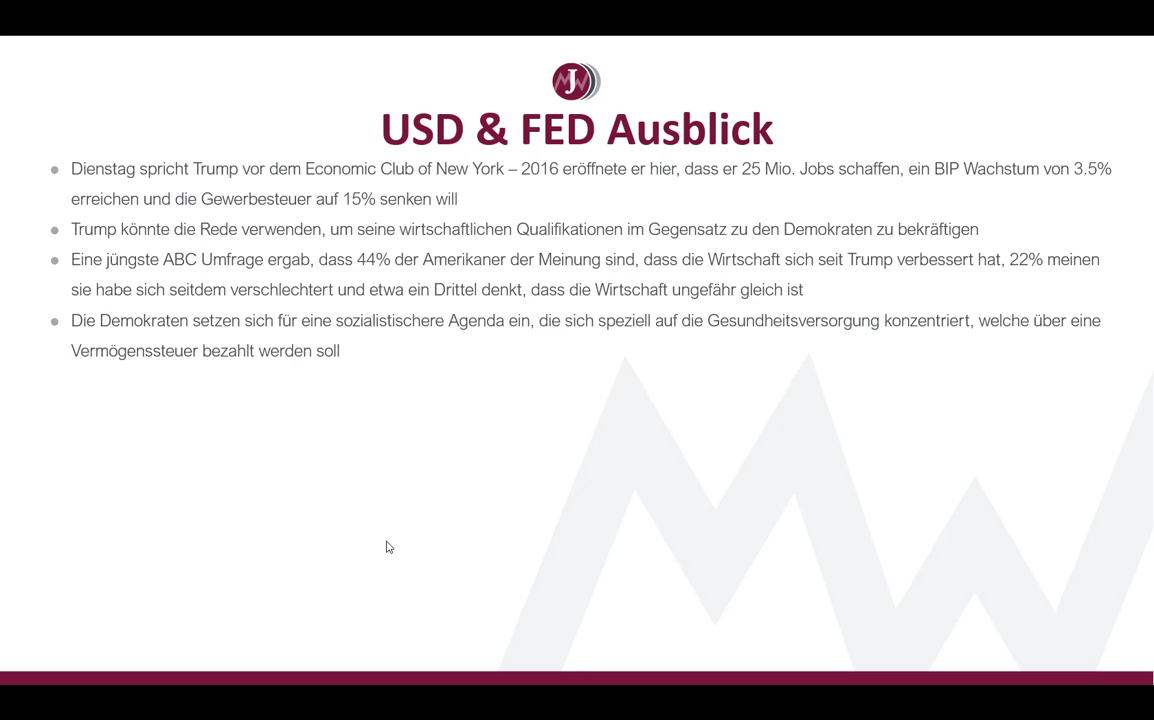 J
USD & FED Ausblick
Dienstag spricht Trump vor dem Economic Club of New York – 2016 eröffnete er hier, dass er 25 Mio. Jobs schaffen, ein BIP Wachstum von 3.5%
erreichen und die Gewerbesteuer auf 15% senken will
Trump könnte die Rede verwenden, um seine wirtschaftlichen Qualifikationen im Gegensatz zu den Demokraten zu bekräftigen
Eine jüngste ABC Umfrage ergab, dass 44% der Amerikaner der Meinung sind, dass die Wirtschaft sich seit Trump verbessert hat, 22% meinen
sie habe sich seitdem verschlechtert und etwa ein Drittel denkt, dass die Wirtschaft ungefähr gleich ist
Die Demokraten setzen sich für eine sozialistischere Agenda ein, die sich speziell auf die Gesundheitsversorgung konzentriert, welche über eine
Vermögenssteuer bezahlt werden soll